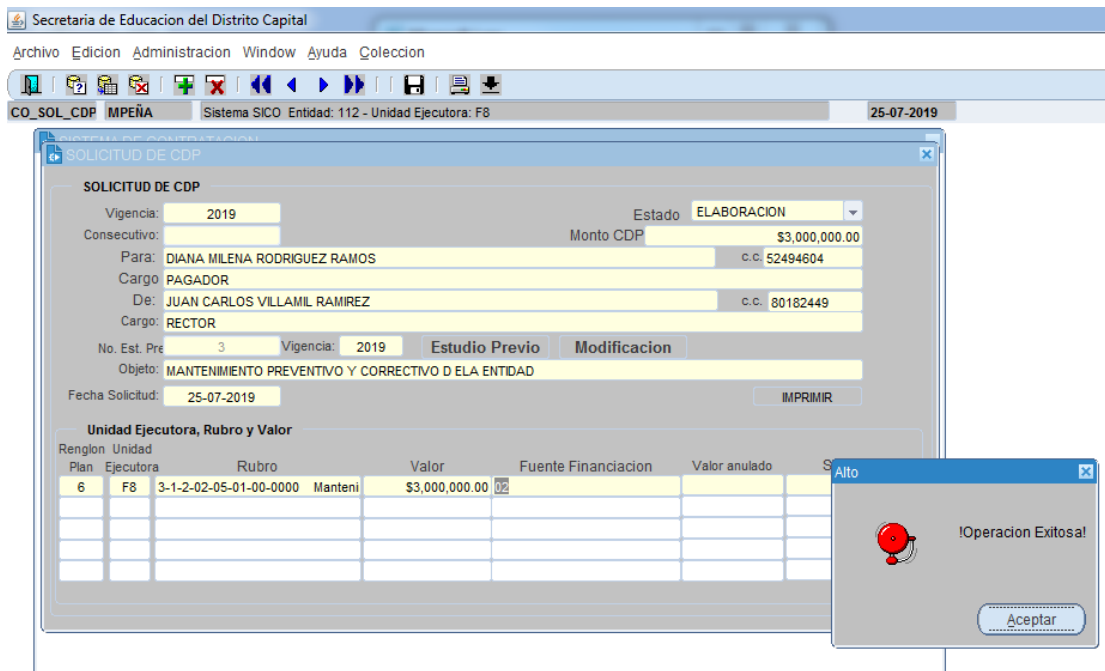 Secretaria de Educacion del Distrito Capital
Archivo Edicion Administracion Window Ayuda Coleccion
CO_SOL_CDP MPEÑA Sistema SICO Entidad: 112 - Unidad Ejecutora: F8 25-07-2019
SISTEMA DE CONTRATACION
SOLICITUD DE CDP
SOLICITUD DE CDP
Vigencia: 2019 Estado ELABORACION
Consecutivo: Monto CDP $3,000,000.00
Para: DIANA MILENA RODRIGUEZ RAMOS c.c. 52494604
Cargo PAGADOR
De: JUAN CARLOS VILLAMIL RAMIREZ c.c. 80182449
Cargo: RECTOR
No. Est. Pre 3 Vigencia: 2019 Estudio Previo Modificacion
Objeto: MANTENIMIENTO PREVENTIVO Y CORRECTIVO D ELA ENTIDAD
Fecha Solicitud: 25-07-2019 IMPRIMIR
Unidad Ejecutora, Rubro y Valor
Renglon Unidad
Plan Ejecutora Rubro Valor Fuente Financiacion Valor anulado
6 F8 3-1-2-02-05-01-00-0000 Manteni $3,000,000.00 02
Alto
!Operacion Exitosa!
Aceptar